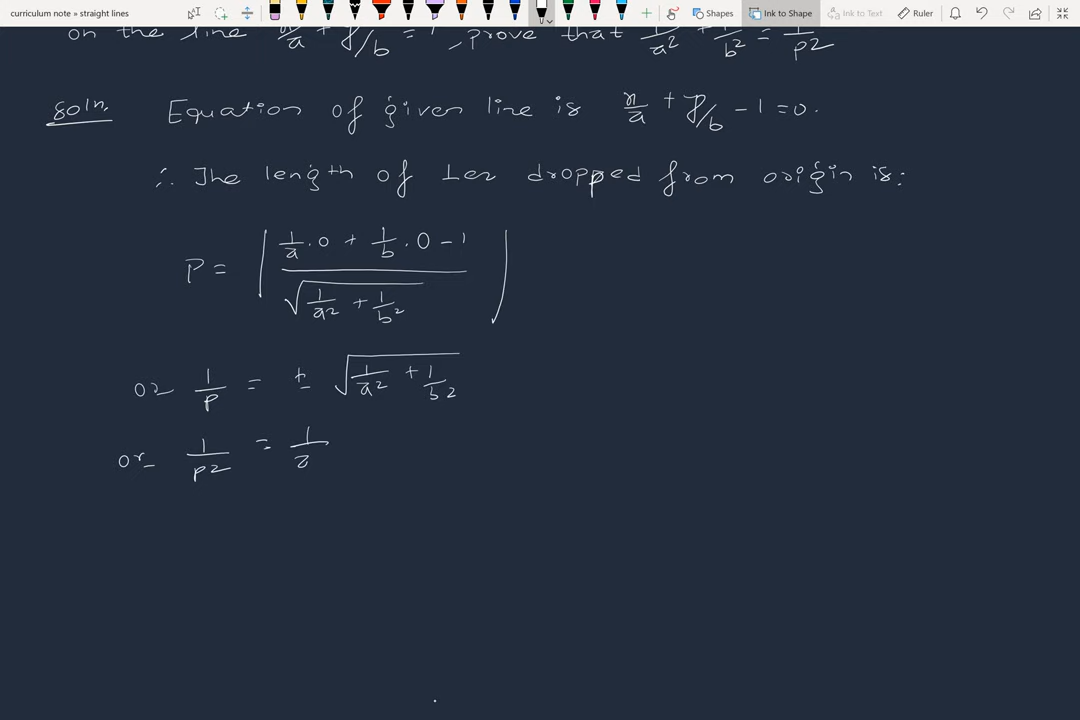 curriculum note » straight lines
Shapes Ink to Shape Ink to Text Ruler
on the line x/a + y/b = 1, prove that 1/a² + 1/b² = 1/p2
soln. Equation of given line is x/a + y/b - 1 = 0.
∴ The length of ⊥er dropped from origin is:
P = | (1/a · 0 + 1/b · 0 - 1) / √(1/a² + 1/b²) |
or 1/p = ± √(1/a² + 1/b2)
or 1/p2 = 1/a